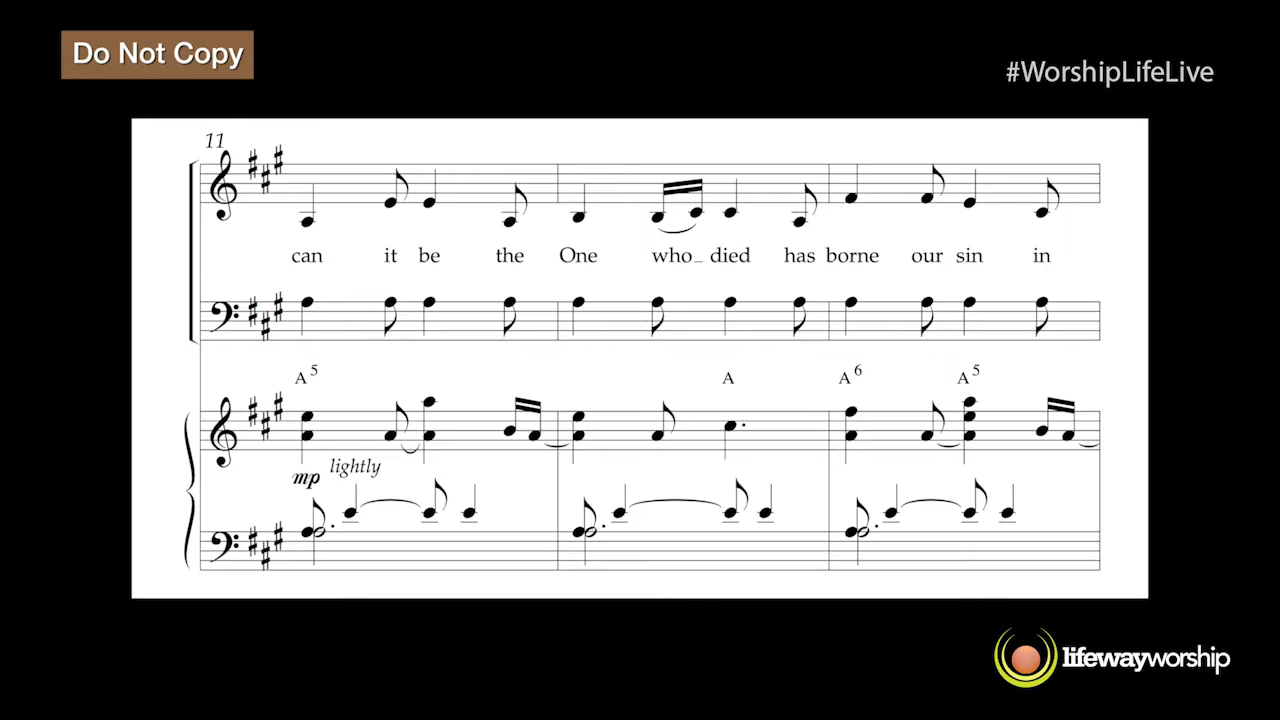 Do Not Copy
#WorshipLifeLive
11
can it be the One who_ died has borne our sin in
A5 A A6 A5
mp lightly
lifewayworship